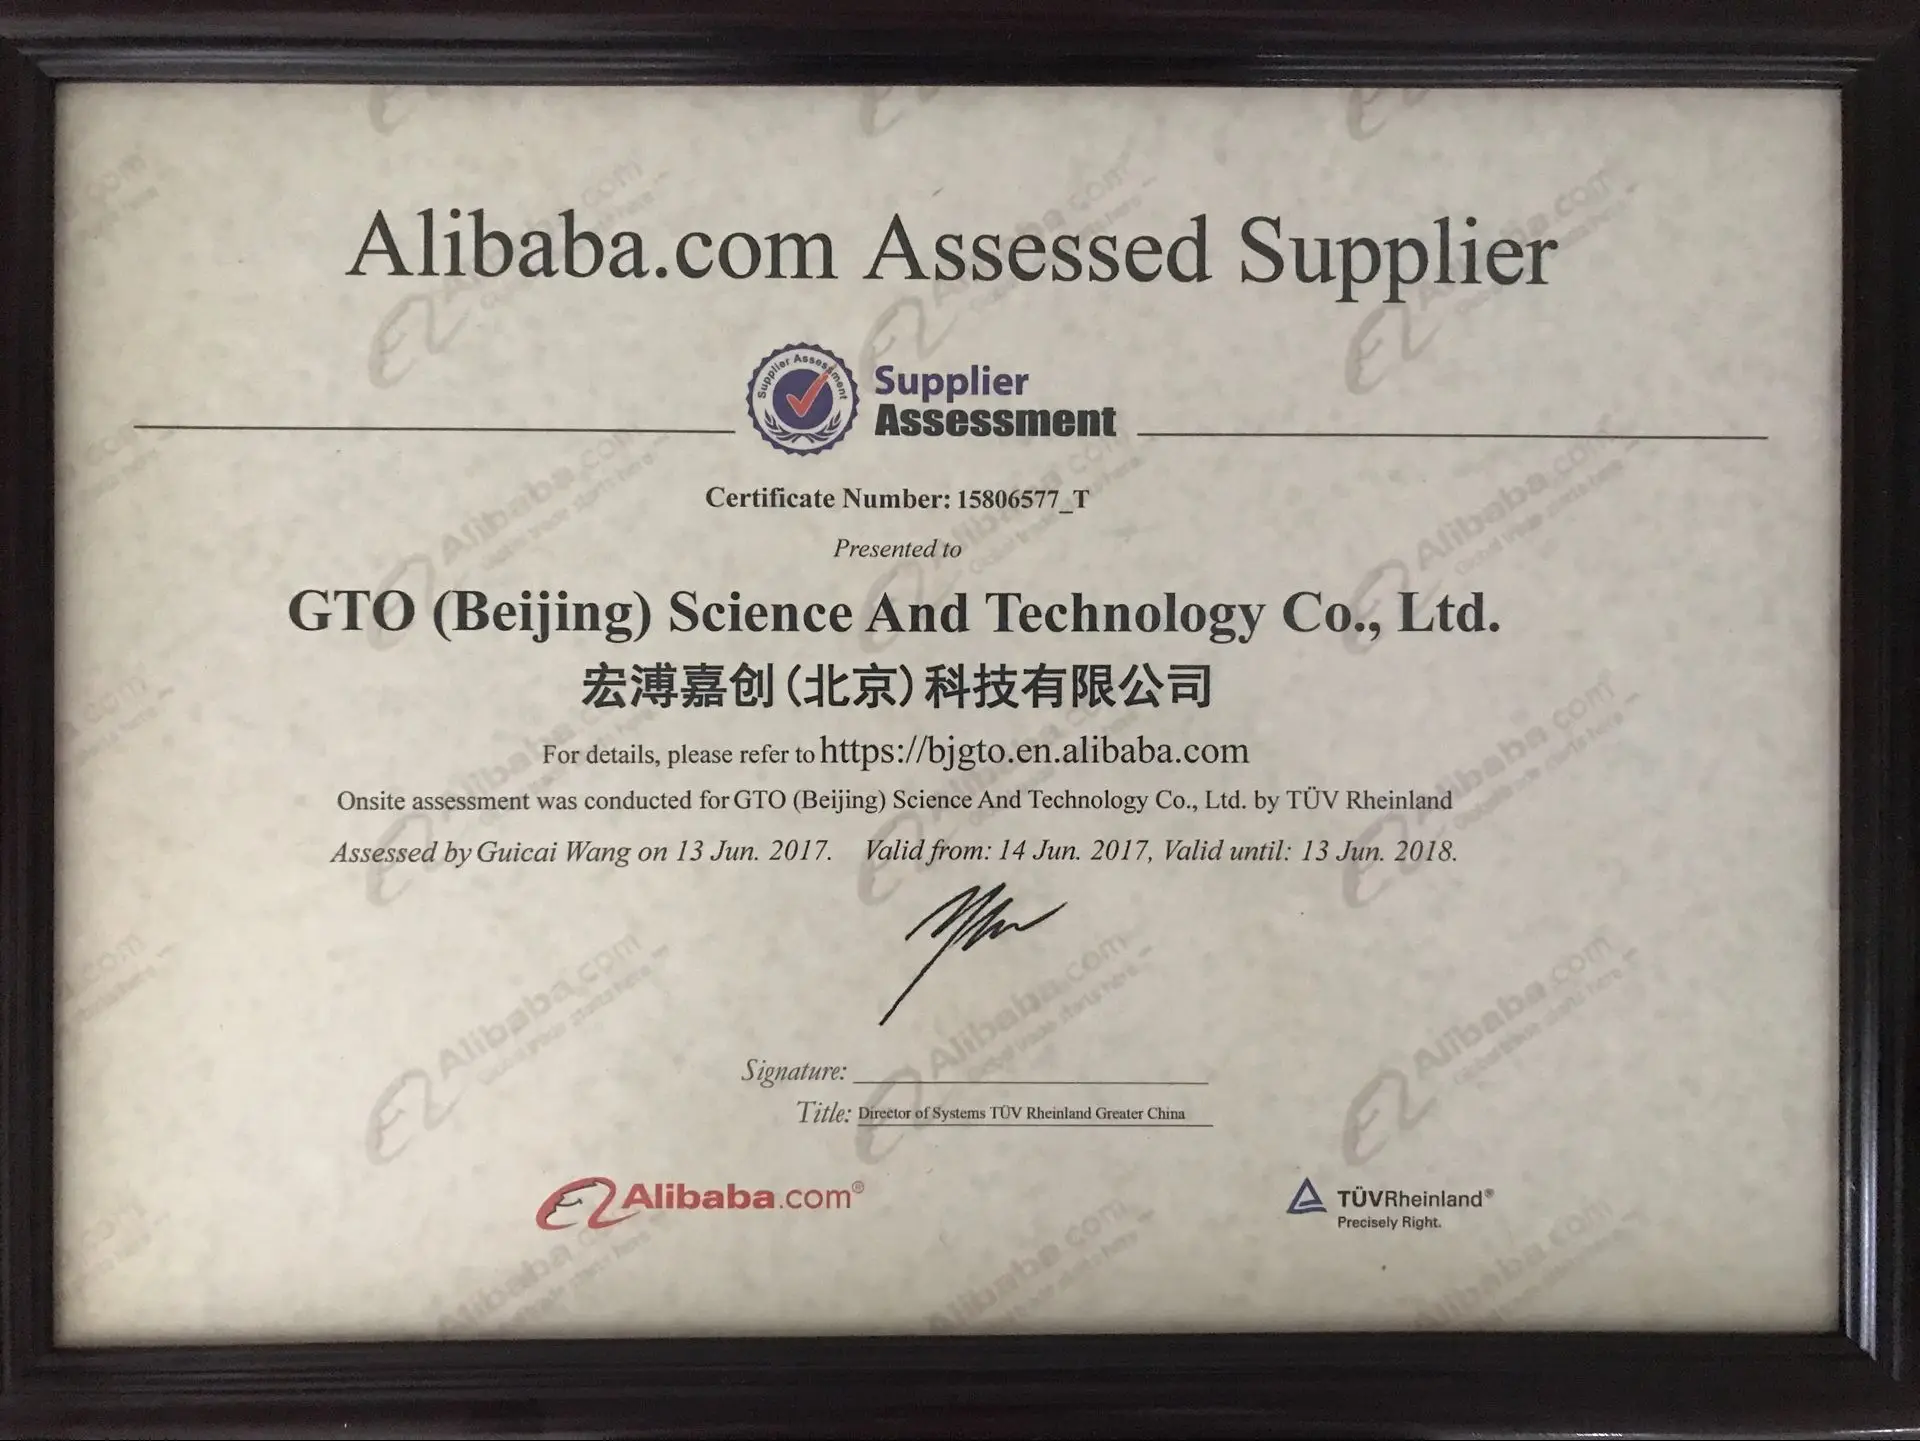 Alibaba.com Assessed Supplier
Supplier Assessment
Supplier
Assessment
Certificate Number: 15806577_T
Presented to
GTO (Beijing) Science And Technology Co., Ltd.
宏溥嘉创(北京)科技有限公司
For details, please refer to https://bjgto.en.alibaba.com
Onsite assessment was conducted for GTO (Beijing) Science And Technology Co., Ltd. by TÜV Rheinland
Assessed by Guicai Wang on 13 Jun. 2017. Valid from: 14 Jun. 2017, Valid until: 13 Jun. 2018.
Signature:
Title: Director of Systems TÜV Rheinland Greater China
Alibaba.com®
TÜVRheinland®
Precisely Right.